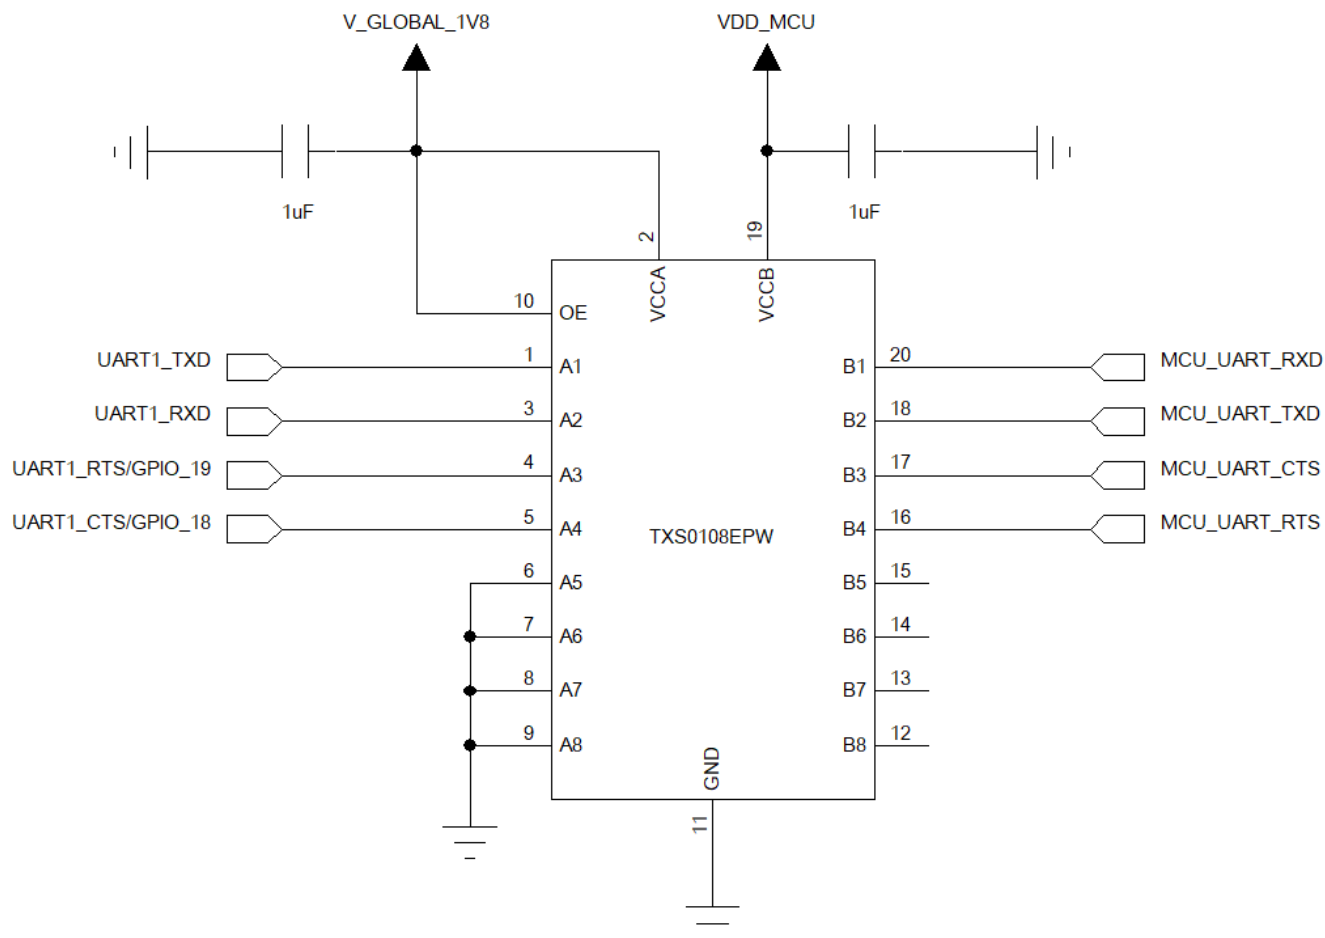 V_GLOBAL_1V8
VDD_MCU
1uF
1uF
2
19
VCCA
VCCB
10
OE
UART1_TXD
1
A1
B1
20
MCU_UART_RXD
UART1_RXD
3
A2
B2
18
MCU_UART_TXD
UART1_RTS/GPIO_19
4
A3
B3
17
MCU_UART_CTS
UART1_CTS/GPIO_18
5
A4
B4
16
MCU_UART_RTS
TXS0108EPW
6
A5
B5
15
7
A6
B6
14
8
A7
B7
13
9
A8
B8
12
GND
11